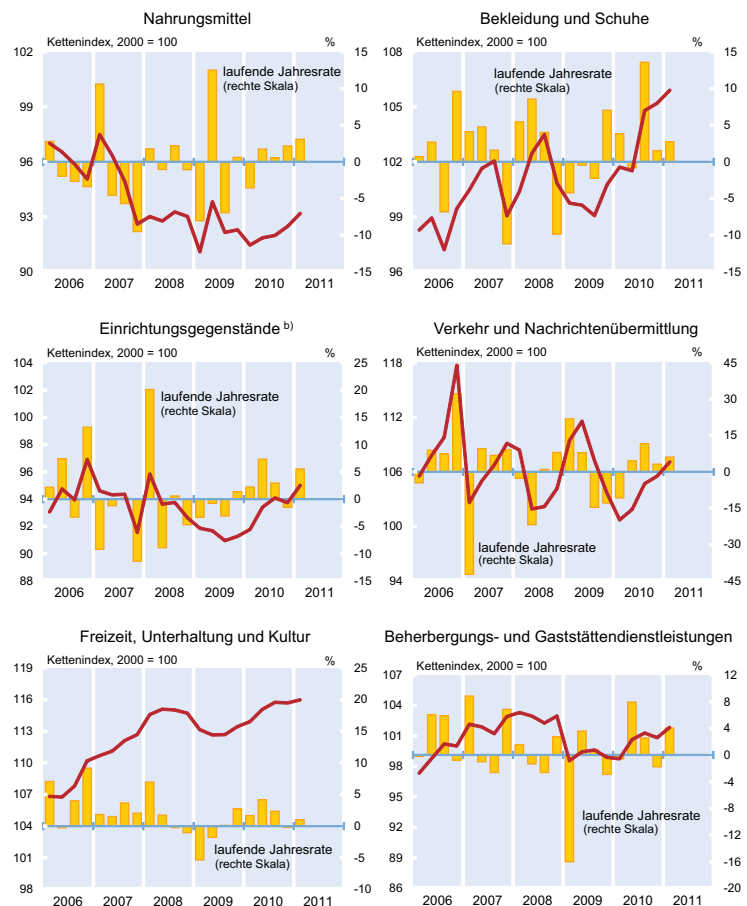 Nahrungsmittel
Kettenindex, 2000 = 100 %
laufende Jahresrate
(rechte Skala)
102 99 96 93 90
15 10 5 0 -5 -10 -15
2006 2007 2008 2009 2010 2011
Bekleidung und Schuhe
Kettenindex, 2000 = 100 %
laufende Jahresrate
(rechte Skala)
108 105 102 99 96
15 10 5 0 -5 -10 -15
2006 2007 2008 2009 2010 2011
Einrichtungsgegenstände b)
Kettenindex, 2000 = 100 %
laufende Jahresrate
(rechte Skala)
104 102 100 98 96 94 92 90 88
25 20 15 10 5 0 -5 -10 -15
2006 2007 2008 2009 2010 2011
Verkehr und Nachrichtenübermittlung
Kettenindex, 2000 = 100 %
laufende Jahresrate
(rechte Skala)
118 112 106 100 94
45 30 15 0 -15 -30 -45
2006 2007 2008 2009 2010 2011
Freizeit, Unterhaltung und Kultur
Kettenindex, 2000 = 100 %
laufende Jahresrate
(rechte Skala)
119 116 113 110 107 104 101 98
25 20 15 10 5 0 -5 -10
2006 2007 2008 2009 2010 2011
Beherbergungs- und Gaststättendienstleistungen
Kettenindex, 2000 = 100 %
laufende Jahresrate
(rechte Skala)
107 104 101 98 95 92 89 86
12 8 4 0 -4 -8 -12 -16 -20
2006 2007 2008 2009 2010 2011